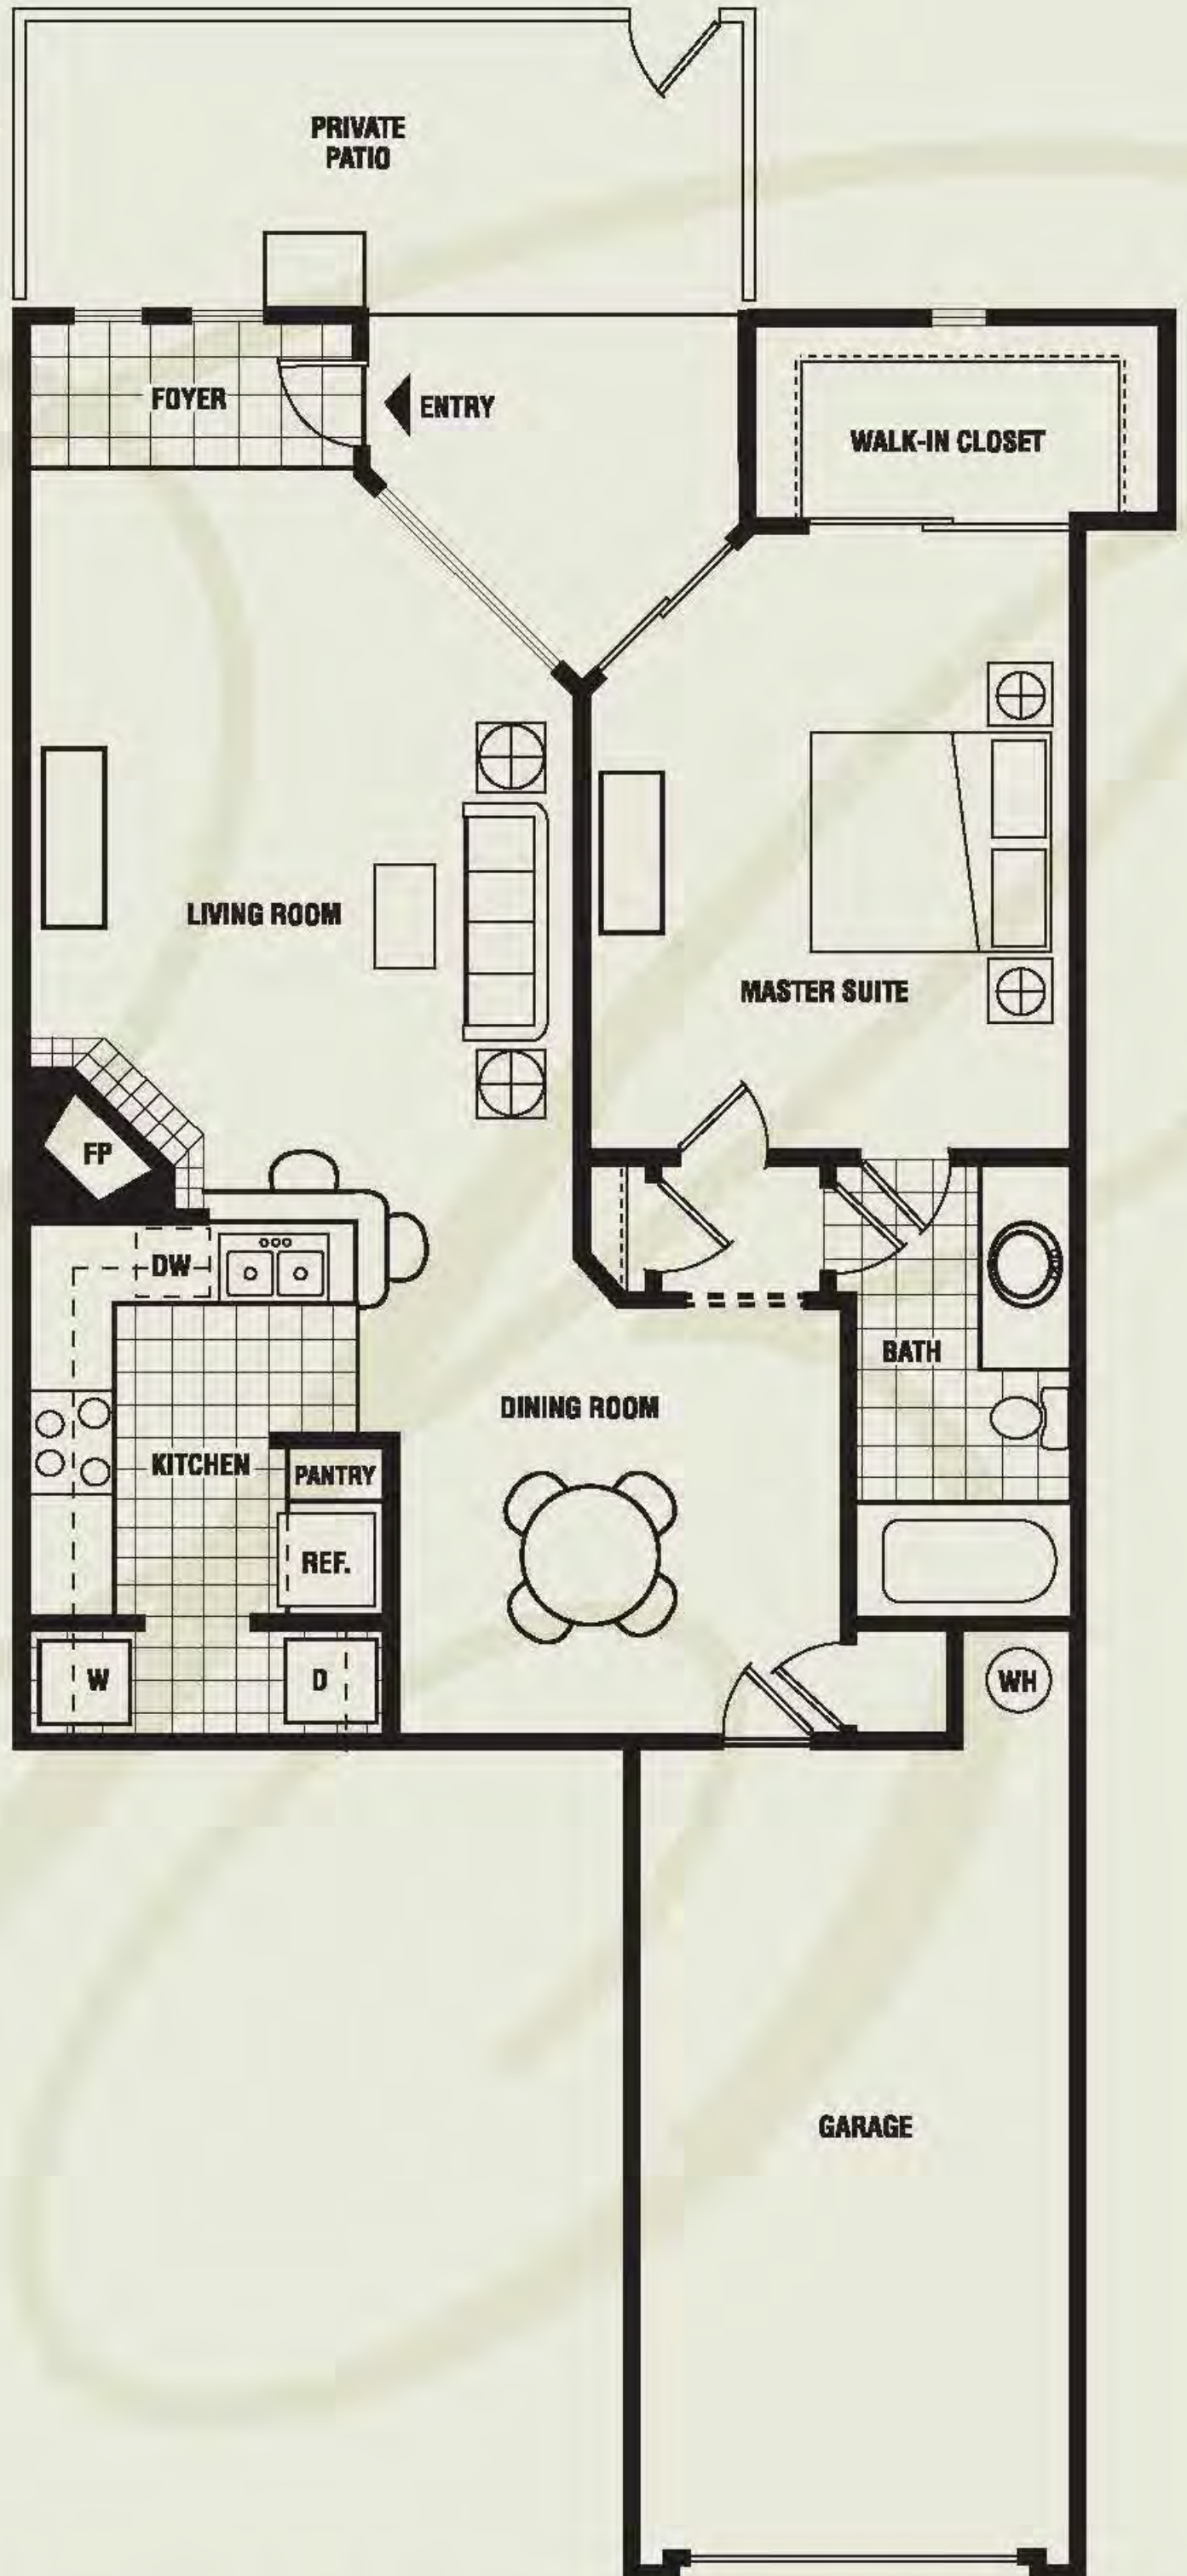 PRIVATE
PATIO
FOYER
ENTRY
WALK-IN CLOSET
LIVING ROOM
MASTER SUITE
FP
DW
BATH
DINING ROOM
KITCHEN
PANTRY
REF.
W
D
WH
GARAGE